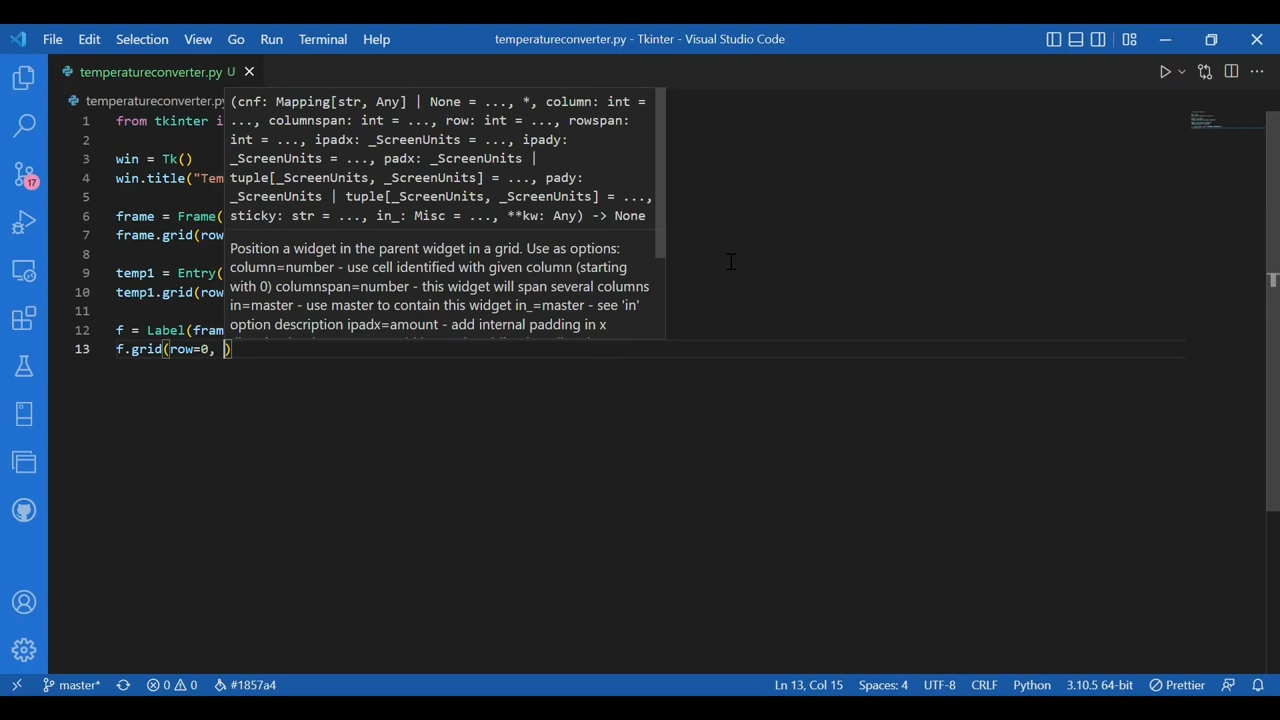 File Edit Selection View Go Run Terminal Help
temperatureconverter.py - Tkinter - Visual Studio Code
temperatureconverter.py U
temperatureconverter.py
1 from tkinter i
2
3 win = Tk()
4 win.title("Tem
5
6 frame = Frame(
7 frame.grid(row
8
9 temp1 = Entry(
10 temp1.grid(row
11
12 f = Label(fram
13 f.grid(row=0, )
(cnf: Mapping[str, Any] | None = ..., *, column: int =
..., columnspan: int = ..., row: int = ..., rowspan:
int = ..., ipadx: _ScreenUnits = ..., ipady:
_ScreenUnits = ..., padx: _ScreenUnits |
tuple[_ScreenUnits, _ScreenUnits] = ..., pady:
_ScreenUnits | tuple[_ScreenUnits, _ScreenUnits] = ...,
sticky: str = ..., in_: Misc = ..., **kw: Any) -> None
Position a widget in the parent widget in a grid. Use as options:
column=number - use cell identified with given column (starting
with 0) columnspan=number - this widget will span several columns
in=master - use master to contain this widget in_=master - see 'in'
option description ipadx=amount - add internal padding in x
17
master* 0 0 #1857a4
Ln 13, Col 15 Spaces: 4 UTF-8 CRLF Python 3.10.5 64-bit Prettier